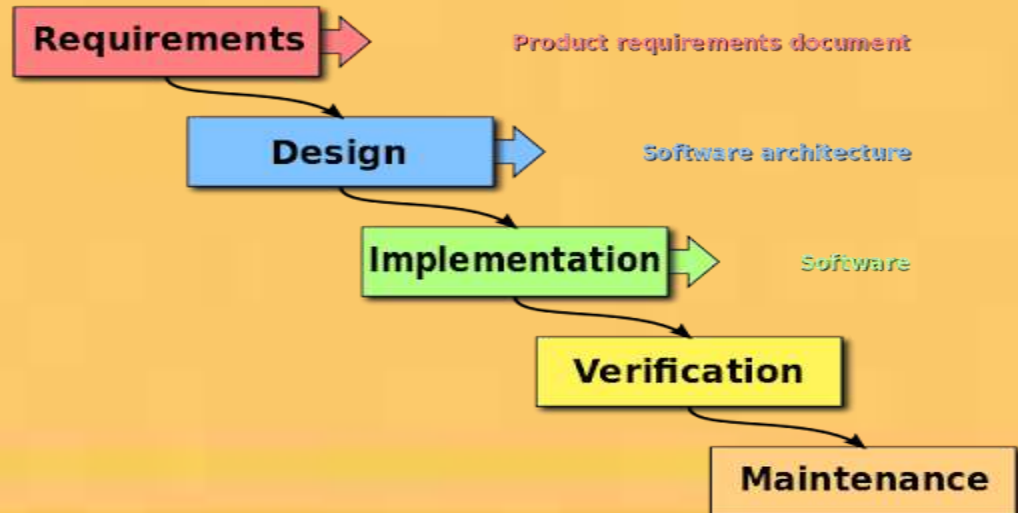 Requirements
Product requirements document
Design
Software architecture
Implementation
Software
Verification
Maintenance